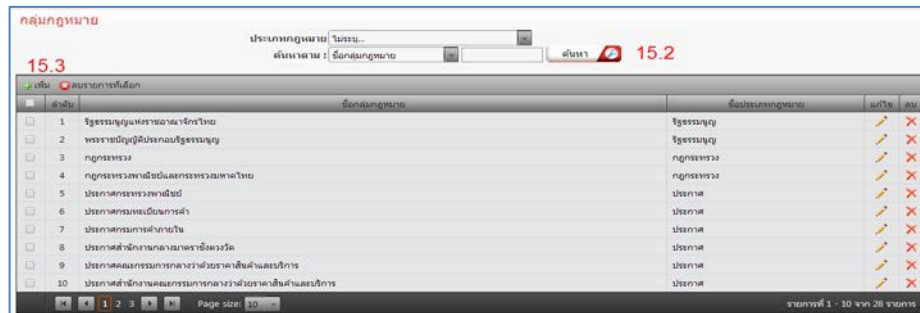 กลุ่มกฎหมาย
ประเภทกฎหมาย ไม่ระบุ...
ค้นหาตาม : ชื่อกลุ่มกฎหมาย ค้นหา 15.2
15.3
เพิ่ม ลบรายการที่เลือก
ลำดับ ชื่อกลุ่มกฎหมาย ชื่อประเภทกฎหมาย แก้ไข ลบ
1 รัฐธรรมนูญแห่งราชอาณาจักรไทย รัฐธรรมนูญ
2 พระราชบัญญัติประกอบรัฐธรรมนูญ รัฐธรรมนูญ
3 กฎกระทรวง กฎกระทรวง
4 กฎกระทรวงพาณิชย์และกระทรวงมหาดไทย กฎกระทรวง
5 ประกาศกระทรวงพาณิชย์ ประกาศ
6 ประกาศกรมทะเบียนการค้า ประกาศ
7 ประกาศกรมการค้าภายใน ประกาศ
8 ประกาศสำนักงานกลางมาตราชั่งตวงวัด ประกาศ
9 ประกาศคณะกรรมการกลางว่าด้วยราคาสินค้าและบริการ ประกาศ
10 ประกาศสำนักงานคณะกรรมการกลางว่าด้วยราคาสินค้าและบริการ ประกาศ
1 2 3 Page size: 10 รายการที่ 1 - 10 จาก 28 รายการ